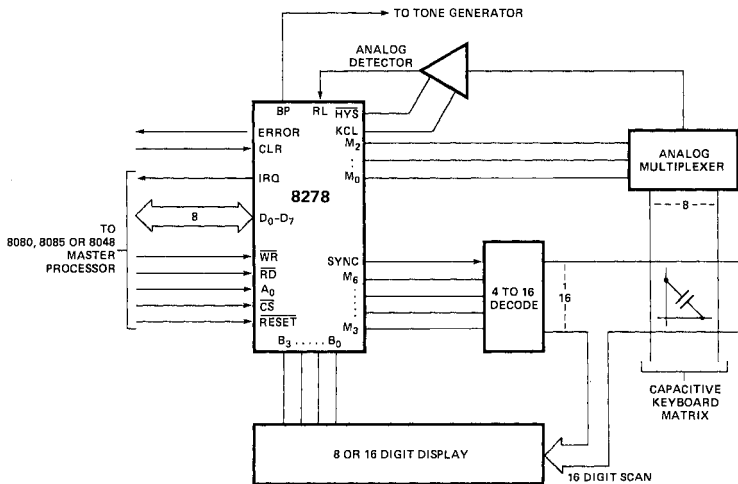 TO TONE GENERATOR
ANALOG
DETECTOR
BP RL HYS
ERROR
CLR
IRQ
8278
KCL
M2
M0
ANALOG
MULTIPLEXER
8
D0–D7
8
TO
8080, 8085 OR 8048
MASTER
PROCESSOR
WR
RD
A0
CS
RESET
SYNC
M6
M3
4 TO 16
DECODE
16
B3 ..... B0
CAPACITIVE
KEYBOARD
MATRIX
8 OR 16 DIGIT DISPLAY
16 DIGIT SCAN